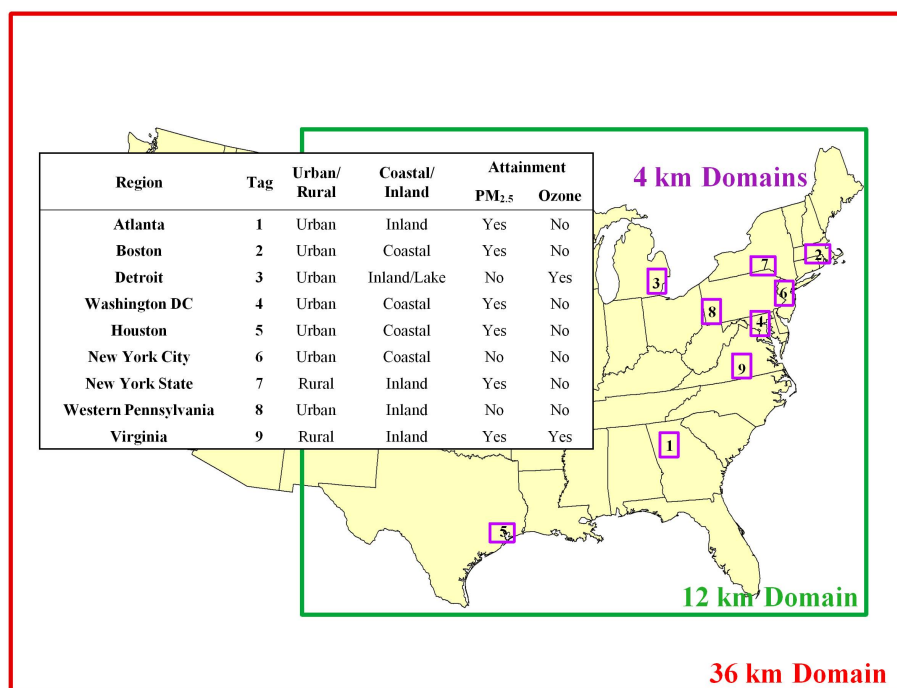 4 km Domains
Region Tag Urban/ Rural Coastal/ Inland Attainment
PM2.5 Ozone
Atlanta 1 Urban Inland Yes No
Boston 2 Urban Coastal Yes No
Detroit 3 Urban Inland/Lake No Yes
Washington DC 4 Urban Coastal Yes No
Houston 5 Urban Coastal Yes No
New York City 6 Urban Coastal No No
New York State 7 Rural Inland Yes No
Western Pennsylvania 8 Urban Inland No No
Virginia 9 Rural Inland Yes Yes
2
7
3
6
8
4
9
1
5
12 km Domain
36 km Domain